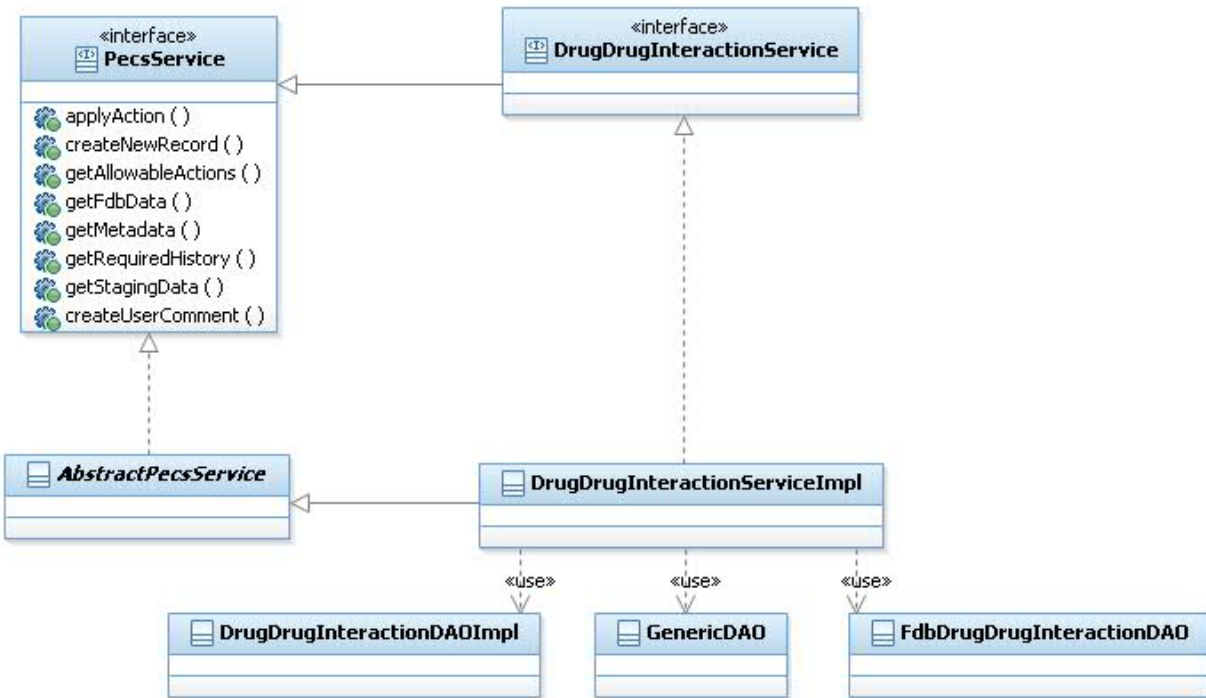 «interface»
PecsService
applyAction ( )
createNewRecord ( )
getAllowableActions ( )
getFdbData ( )
getMetadata ( )
getRequiredHistory ( )
getStagingData ( )
createUserComment ( )
«interface»
DrugDrugInteractionService
AbstractPecsService
DrugDrugInteractionServiceImpl
«use»
«use»
«use»
DrugDrugInteractionDAOImpl
GenericDAO
FdbDrugDrugInteractionDAO